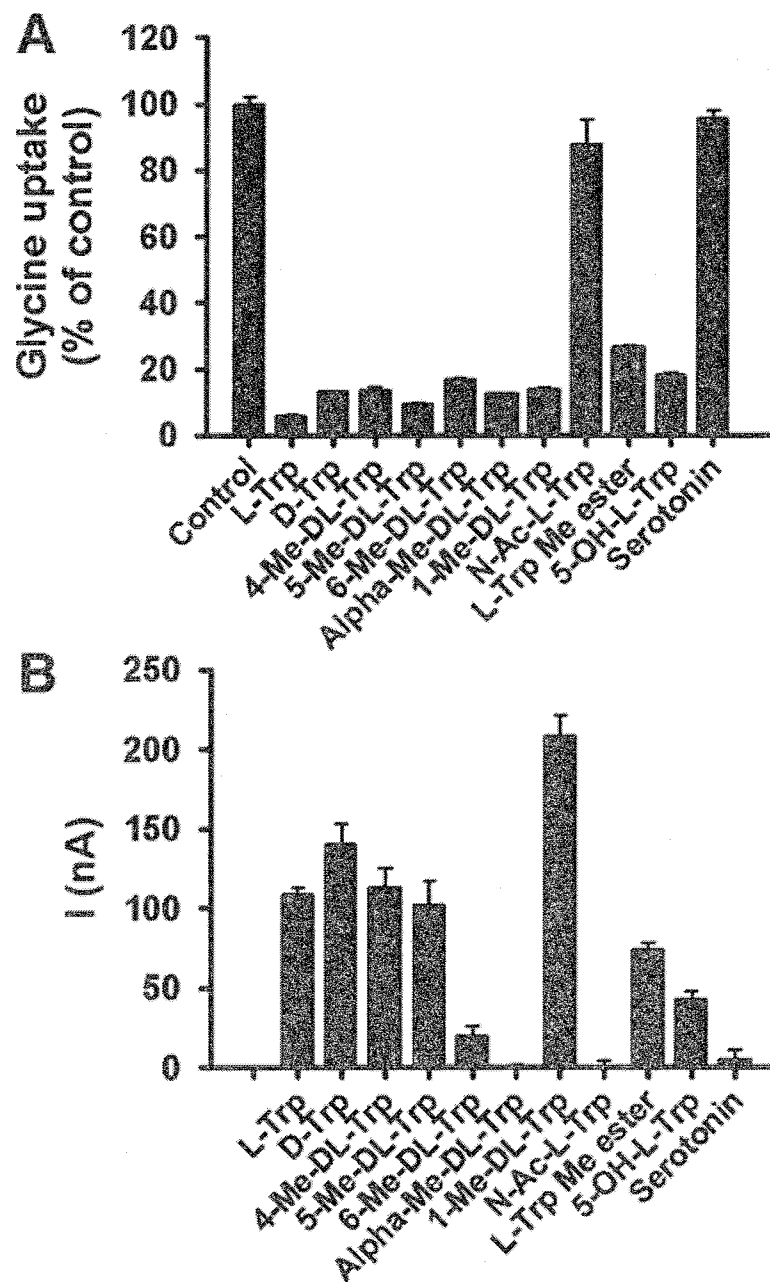 A
Glycine uptake
(% of control)
120
100
80
60
40
20
0
Control
L-Trp
D-Trp
4-Me-DL-Trp
5-Me-DL-Trp
6-Me-DL-Trp
Alpha-Me-DL-Trp
1-Me-DL-Trp
N-Ac-L-Trp
L-Trp Me ester
5-OH-L-Trp
Serotonin
B
I (nA)
250
200
150
100
50
0
L-Trp
D-Trp
4-Me-DL-Trp
5-Me-DL-Trp
6-Me-DL-Trp
Alpha-Me-DL-Trp
1-Me-DL-Trp
N-Ac-L-Trp
L-Trp Me ester
5-OH-L-Trp
Serotonin